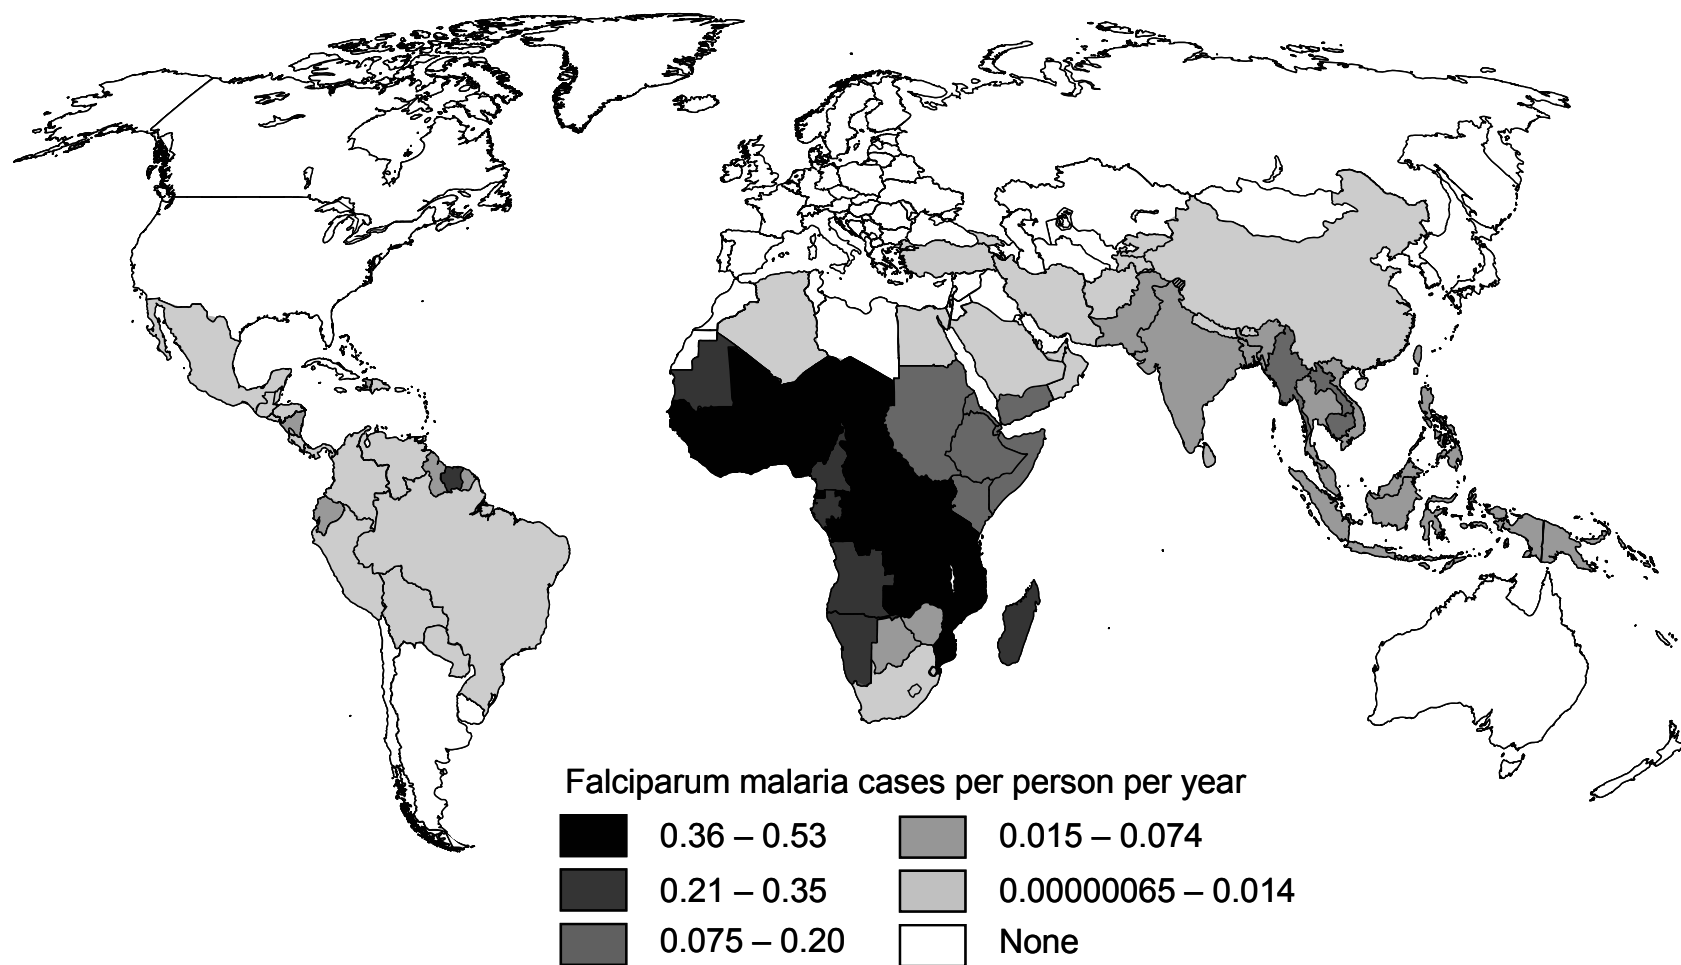 Falciparum malaria cases per person per year
0.36 – 0.53
0.015 – 0.074
0.21 – 0.35
0.00000065 – 0.014
0.075 – 0.20
None